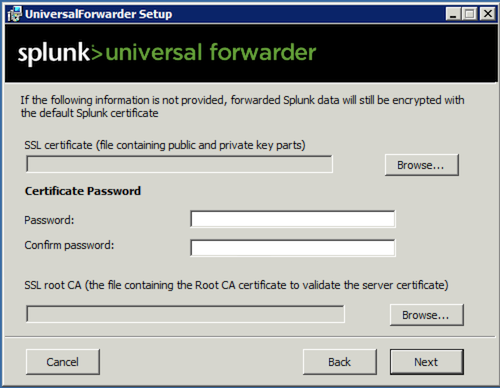 UniversalForwarder Setup
splunk>universal forwarder
If the following information is not provided, forwarded Splunk data will still be encrypted with
the default Splunk certificate
SSL certificate (file containing public and private key parts)
Browse...
Certificate Password
Password:
Confirm password:
SSL root CA (the file containing the Root CA certificate to validate the server certificate)
Browse...
Cancel
Back
Next